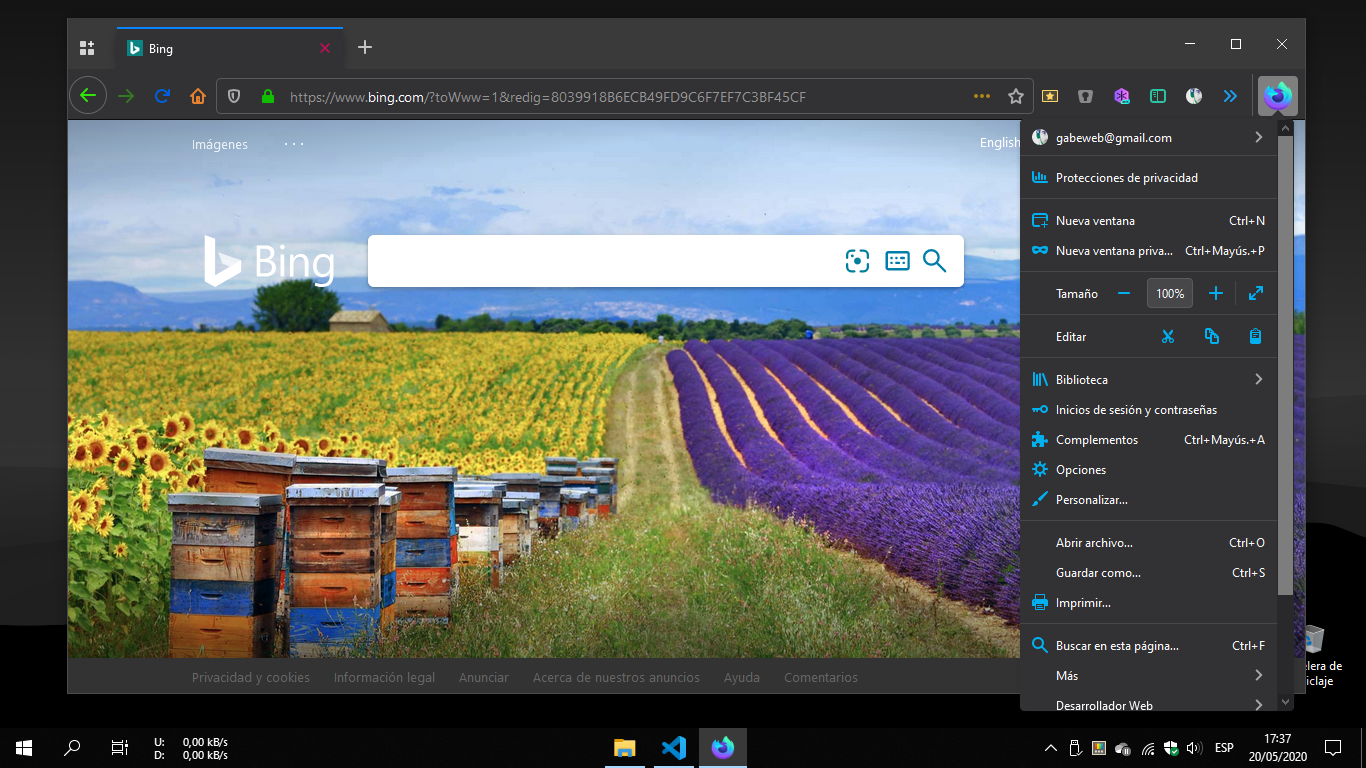 Bing
https://www.bing.com/?toWww=1&redig=8039918B6ECB49FD9C6F7EF7C3BF45CF
Imágenes
English
Bing
gabeweb@gmail.com
Protecciones de privacidad
Nueva ventana Ctrl+N
Nueva ventana priva... Ctrl+Mayús.+P
Tamaño 100%
Editar
Biblioteca
Inicios de sesión y contraseñas
Complementos Ctrl+Mayús.+A
Opciones
Personalizar...
Abrir archivo... Ctrl+O
Guardar como... Ctrl+S
Imprimir...
Buscar en esta página... Ctrl+F
Más
Desarrollador Web
Privacidad y cookies Información legal Anunciar Acerca de nuestros anuncios Ayuda Comentarios
elera de
iclaje
U: 0,00 kB/s
D: 0,00 kB/s
ESP
17:37
20/05/2020